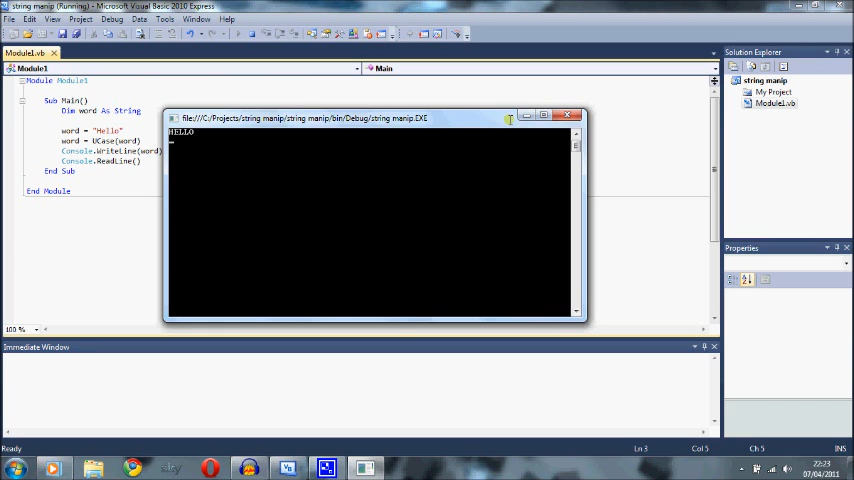 string manip (Running) - Microsoft Visual Basic 2010 Express
File Edit View Project Debug Data Tools Window Help
Module1.vb
Module1 Main
Module Module1
Sub Main()
Dim word As String
word = "Hello"
word = UCase(word)
Console.WriteLine(word)
Console.ReadLine()
End Sub
End Module
file:///C:/Projects/string manip/string manip/bin/Debug/string manip.EXE
HELLO
Solution Explorer
string manip
My Project
Module1.vb
Properties
100 %
Immediate Window
Ready Ln 3 Col 5 Ch 5
sky
22:23
07/04/2011